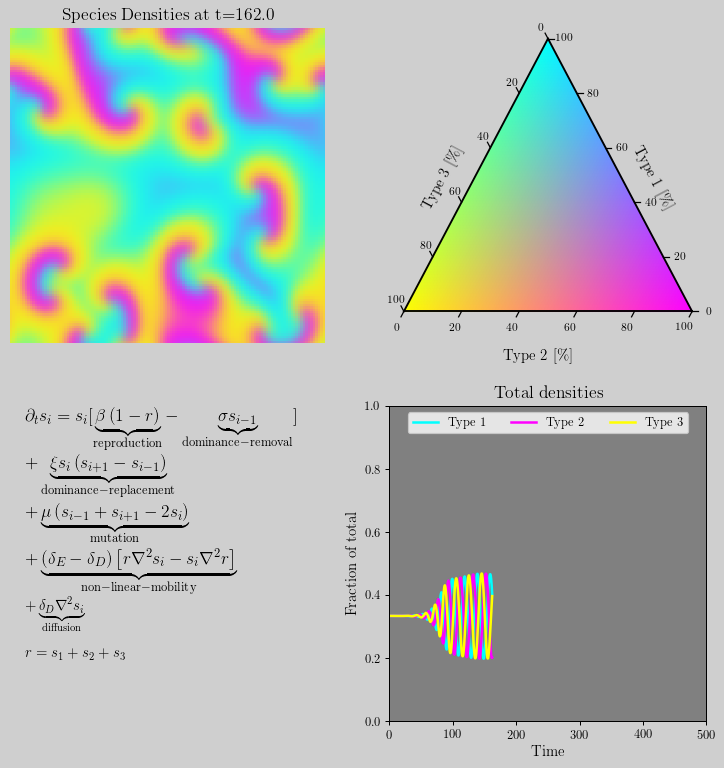 Species Densities at t=162.0
0 100
20 80
40 60
60 40
80 20
100 0
Type 3 [%]
Type 1 [%]
0 20 40 60 80 100
Type 2 [%]
∂ₜsᵢ = sᵢ[β (1 − r) − σsᵢ₋₁ ]
reproduction dominance−removal
+ ξsᵢ (sᵢ₊₁ − sᵢ₋₁)
dominance−replacement
+ μ (sᵢ₋₁ + sᵢ₊₁ − 2sᵢ)
mutation
+ (δ_E − δ_D) [r∇²sᵢ − sᵢ∇²r]
non−linear−mobility
+ δ_D∇²sᵢ
diffusion
r = s₁ + s₂ + s₃
Total densities
Type 1 Type 2 Type 3
1.0
0.8
0.6
0.4
0.2
0.0
Fraction of total
0 100 200 300 400 500
Time